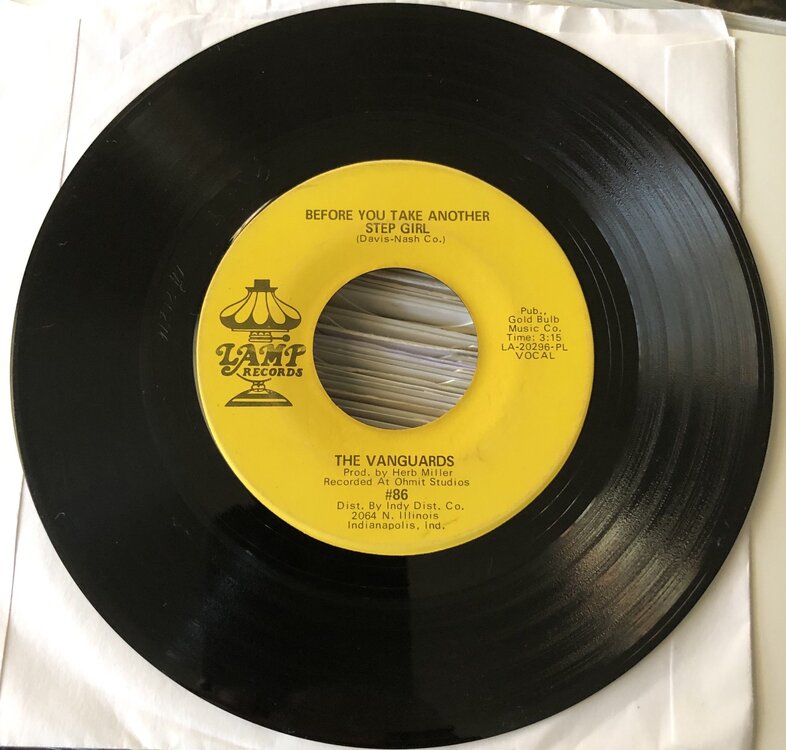 BEFORE YOU TAKE ANOTHER
STEP GIRL
(Davis-Nash Co.)
LAMP
RECORDS
Pub.,
Gold Bulb
Music Co.
Time: 3:15
LA-20296-PL
VOCAL
THE VANGUARDS
Prod. by Herb Miller
Recorded At Ohmit Studios
#86
Dist. By Indy Dist. Co.
2064 N. Illinois
Indianapolis, Ind.